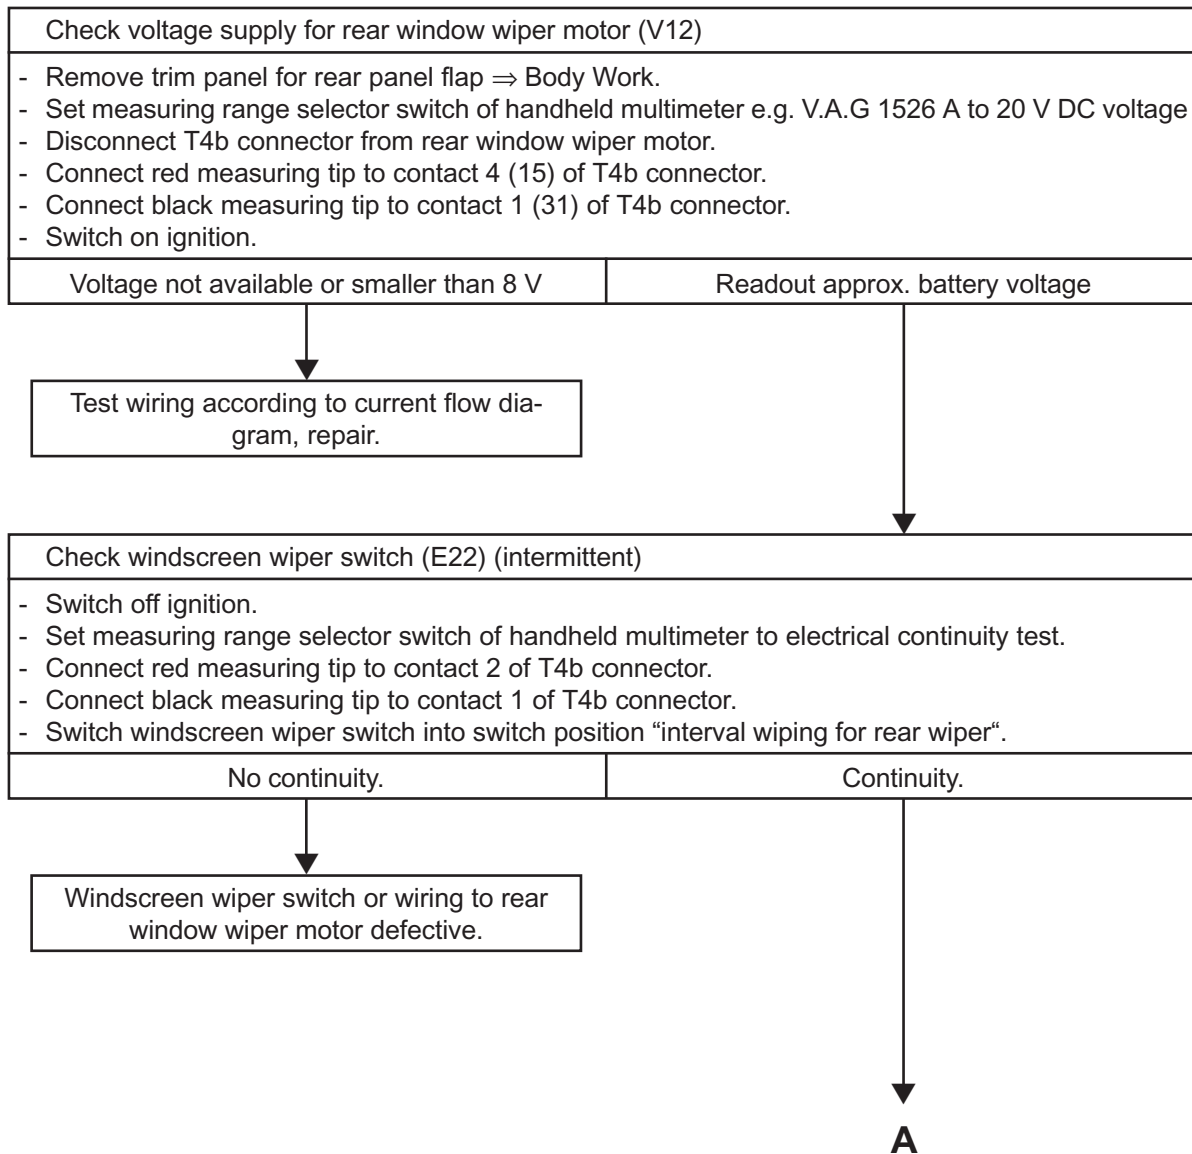 Check voltage supply for rear window wiper motor (V12)
- Remove trim panel for rear panel flap ⇒ Body Work.
- Set measuring range selector switch of handheld multimeter e.g. V.A.G 1526 A to 20 V DC voltage
- Disconnect T4b connector from rear window wiper motor.
- Connect red measuring tip to contact 4 (15) of T4b connector.
- Connect black measuring tip to contact 1 (31) of T4b connector.
- Switch on ignition.
Voltage not available or smaller than 8 V
Readout approx. battery voltage
Test wiring according to current flow dia-
gram, repair.
Check windscreen wiper switch (E22) (intermittent)
- Switch off ignition.
- Set measuring range selector switch of handheld multimeter to electrical continuity test.
- Connect red measuring tip to contact 2 of T4b connector.
- Connect black measuring tip to contact 1 of T4b connector.
- Switch windscreen wiper switch into switch position “interval wiping for rear wiper“.
No continuity.
Continuity.
Windscreen wiper switch or wiring to rear
window wiper motor defective.
A